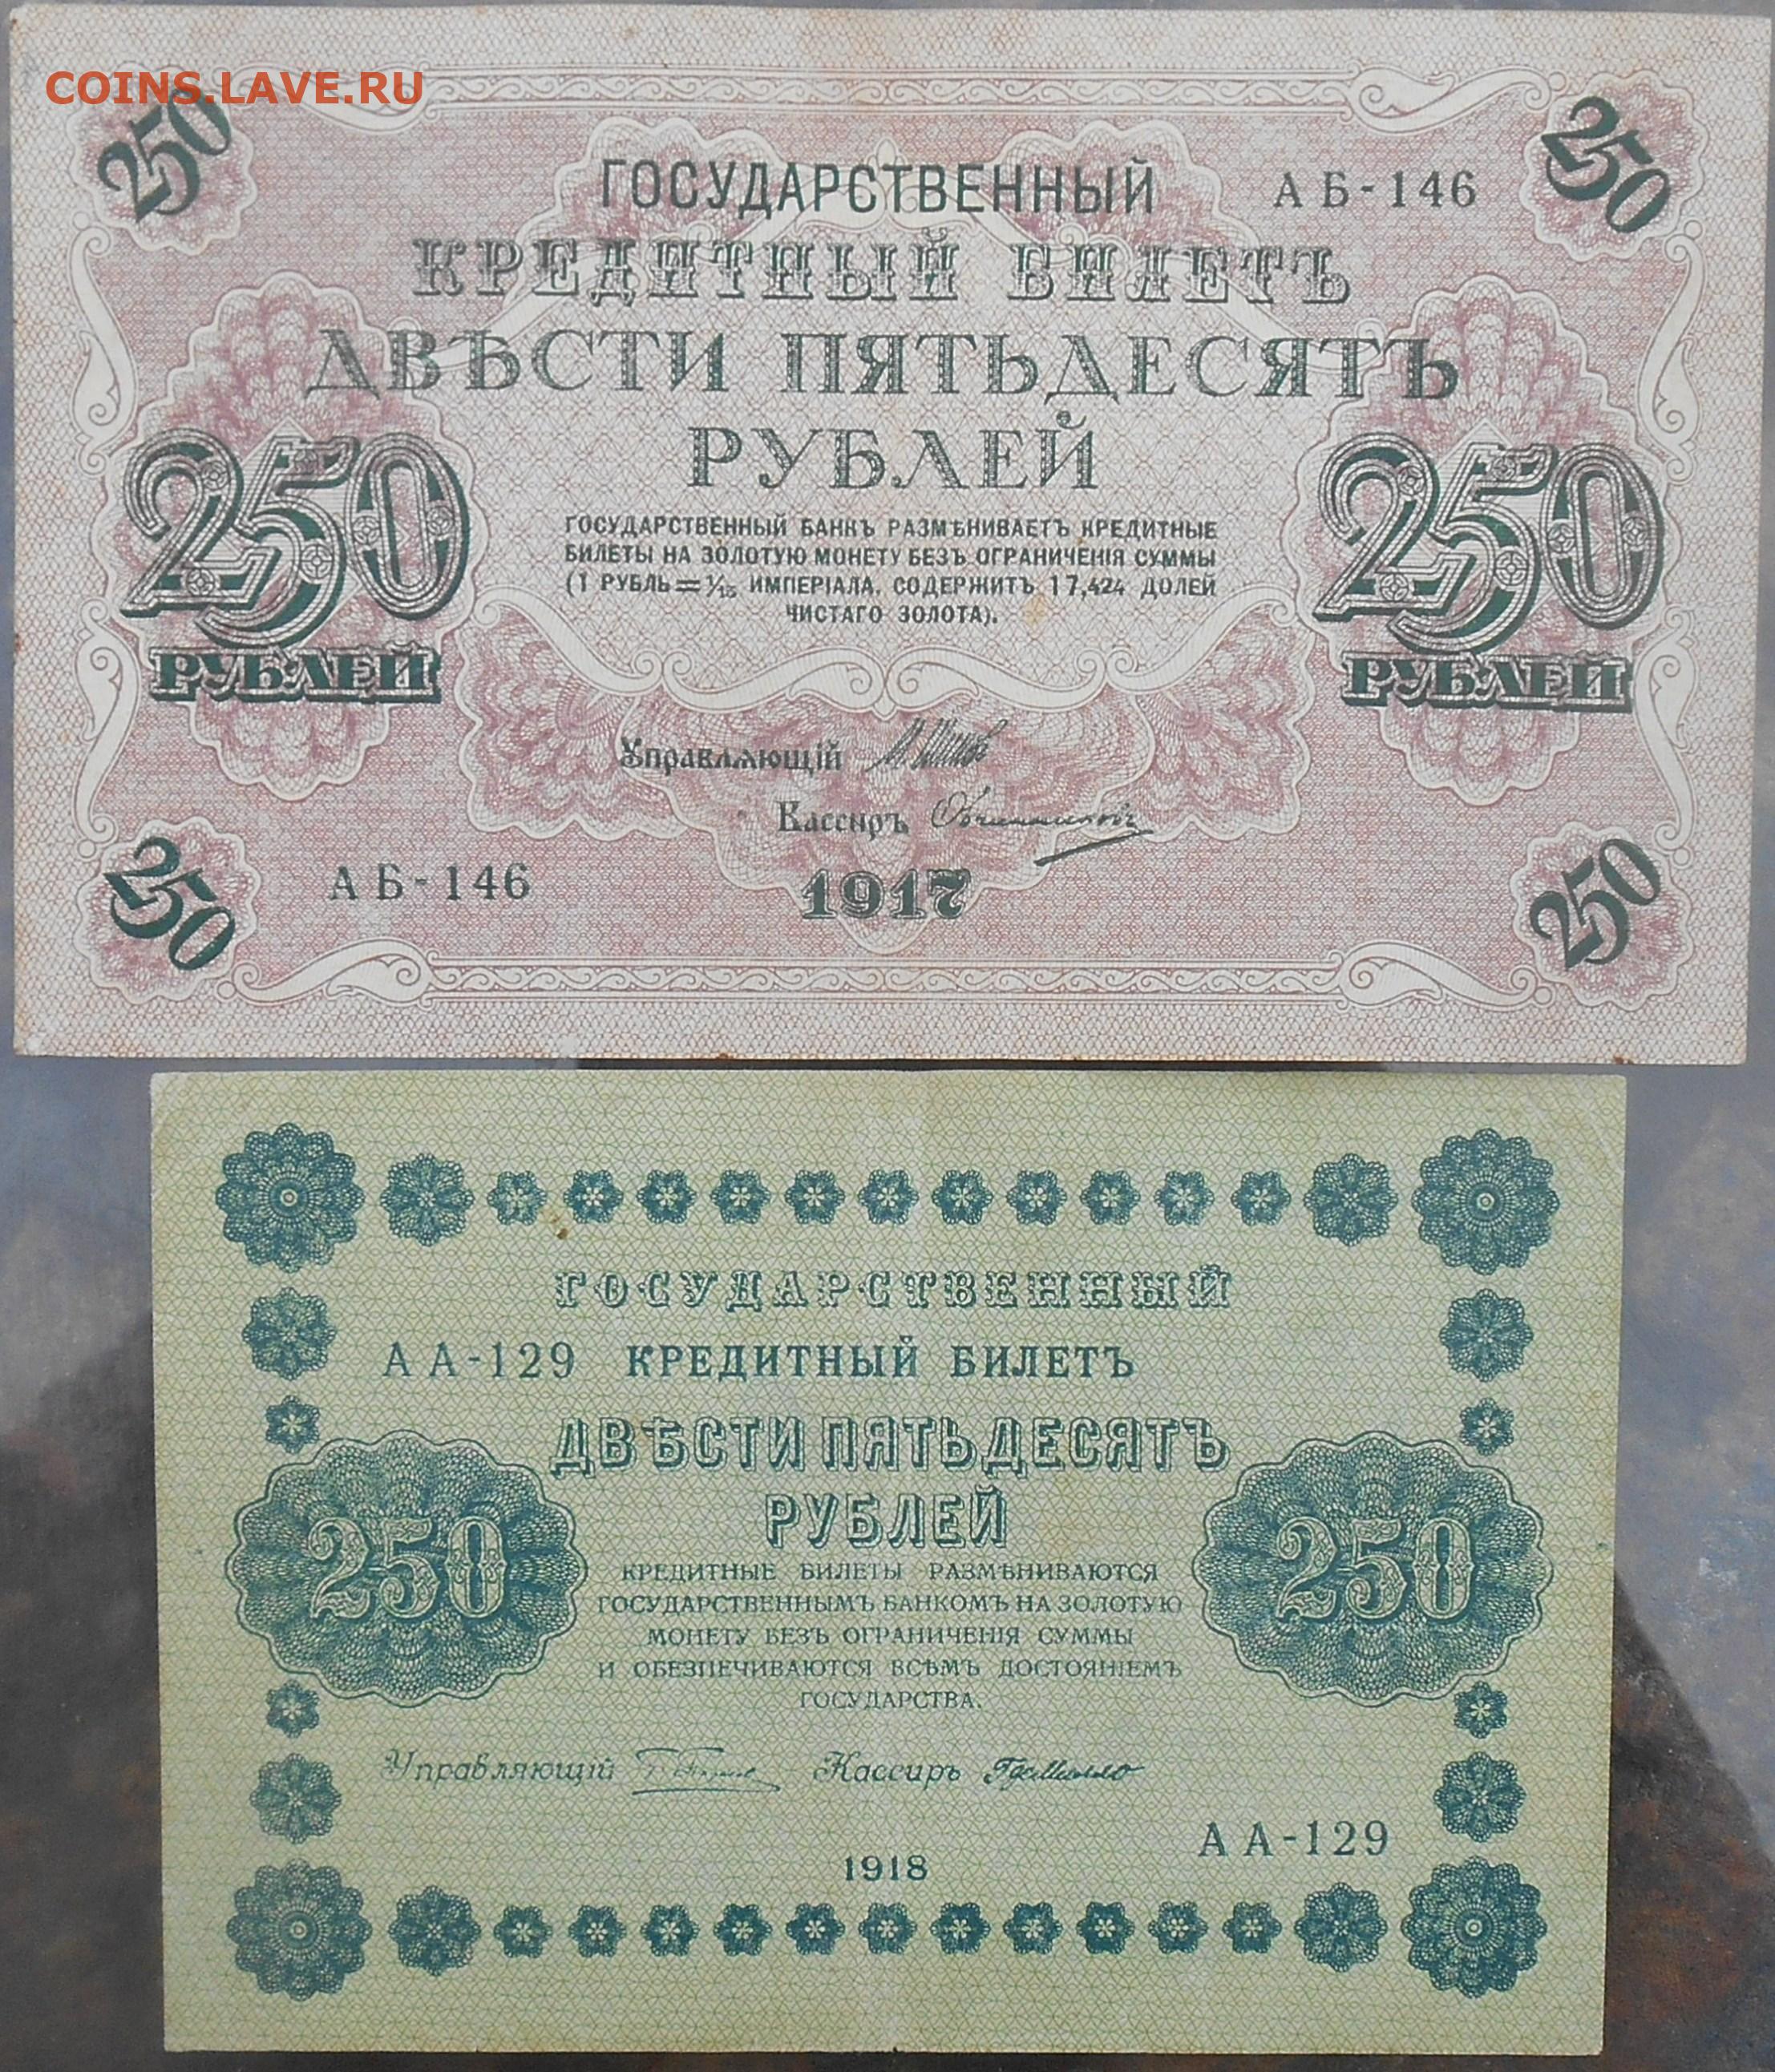 COINS.LAVE.RU
250
250
ГОСУДАРСТВЕННЫЙ
АБ-146
КРЕДИТНЫЙ БИЛЕТЪ
ДВѢСТИ ПЯТЬДЕСЯТЪ
РУБЛЕЙ
250
РУБЛЕЙ
250
РУБЛЕЙ
ГОСУДАРСТВЕННЫЙ БАНКЪ РАЗМѢНИВАЕТЪ КРЕДИТНЫЕ
БИЛЕТЫ НА ЗОЛОТУЮ МОНЕТУ БЕЗЪ ОГРАНИЧЕНІЯ СУММЫ
(1 РУБЛЬ = 1/15 ИМПЕРІАЛА, СОДЕРЖИТЪ 17,424 ДОЛЕЙ
ЧИСТАГО ЗОЛОТА).
Управляющій
Кассиръ
АБ-146
1917
250
250
ГОСУДАРСТВЕННЫЙ
АА-129 КРЕДИТНЫЙ БИЛЕТЪ
ДВѢСТИ ПЯТЬДЕСЯТЪ
РУБЛЕЙ
250
250
КРЕДИТНЫЕ БИЛЕТЫ РАЗМѢНИВАЮТСЯ
ГОСУДАРСТВЕННЫМЪ БАНКОМЪ НА ЗОЛОТУЮ
МОНЕТУ БЕЗЪ ОГРАНИЧЕНІЯ СУММЫ
И ОБЕЗПЕЧИВАЮТСЯ ВСѢМЪ ДОСТОЯНІЕМЪ
ГОСУДАРСТВА.
Управляющій Кассиръ
АА-129
1918